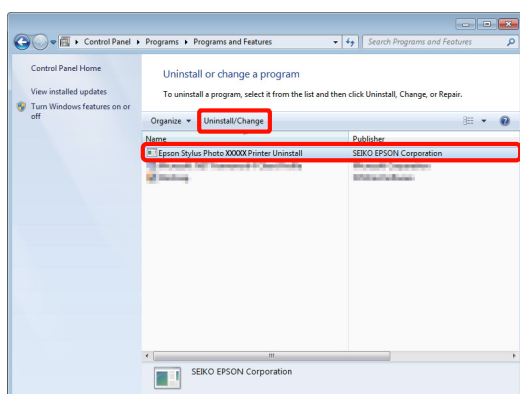 Control Panel ▸ Programs ▸ Programs and Features
Search Programs and Features
Control Panel Home
View installed updates
Turn Windows features on or
off
Uninstall or change a program
To uninstall a program, select it from the list and then click Uninstall, Change, or Repair.
Organize Uninstall/Change
Name Publisher
Epson Stylus Photo XXXXX Printer Uninstall SEIKO EPSON Corporation
SEIKO EPSON Corporation